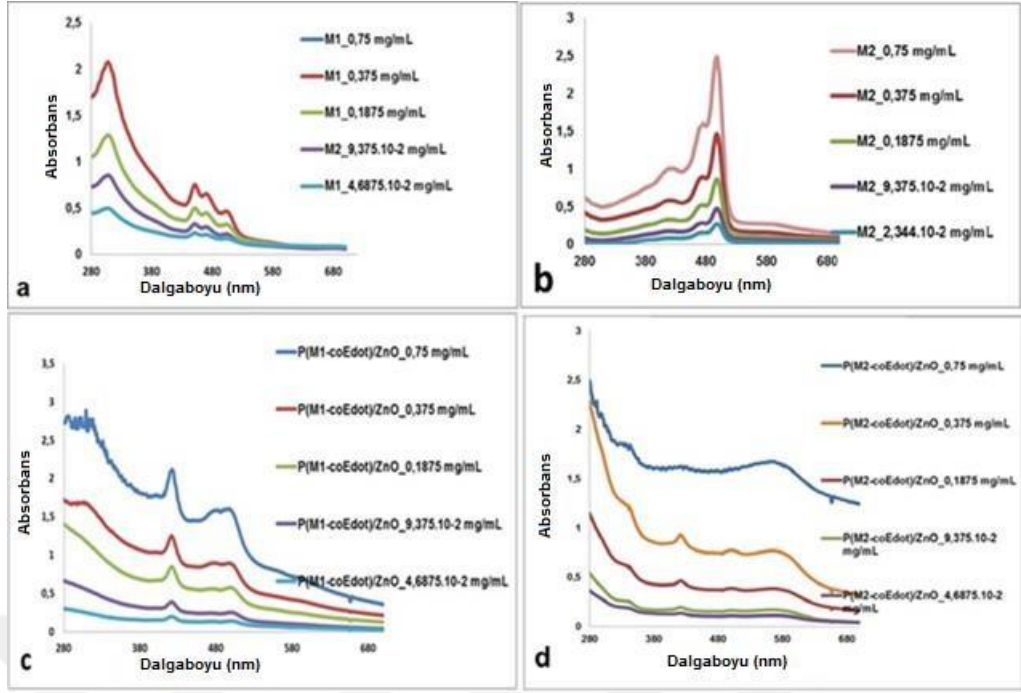 2,5
2
1,5
1
0,5
0
Absorbans
280
380
480
580
680
Dalgaboyu (nm)
M1_0,75 mg/mL
M1_0,375 mg/mL
M1_0,1875 mg/mL
M2_9,375.10-2 mg/mL
M1_4,6875.10-2 mg/mL
a
3
2,5
2
1,5
1
0,5
0
Absorbans
280
380
480
580
680
Dalgaboyu (nm)
M2_0,75 mg/mL
M2_0,375 mg/mL
M2_0,1875 mg/mL
M2_9,375.10-2 mg/mL
M2_2,344.10-2 mg/mL
b
3,5
3
2,5
2
1,5
1
0,5
0
Absorbans
280
380
480
580
680
Dalgaboyu (nm)
P(M1-coEdot)/ZnO_0,75 mg/mL
P(M1-coEdot)/ZnO_0,375 mg/mL
P(M1-coEdot)/ZnO_0,1875 mg/mL
P(M1-coEdot)/ZnO_9,375.10-2 mg/mL
P(M1-coEdot)/ZnO_4,6875.10-2 mg/mL
c
3
2,5
2
1,5
1
0,5
0
Absorbans
280
380
480
580
680
Dalgaboyu (nm)
P(M2-coEdot)/ZnO_0,75 mg/mL
P(M2-coEdot)/ZnO_0,375 mg/mL
P(M2-coEdot)/ZnO_0,1875 mg/mL
P(M2-coEdot)/ZnO_9,375.10-2
mg/mL
P(M2-coEdot)/ZnO_4,6875.10-2
mg/mL
d